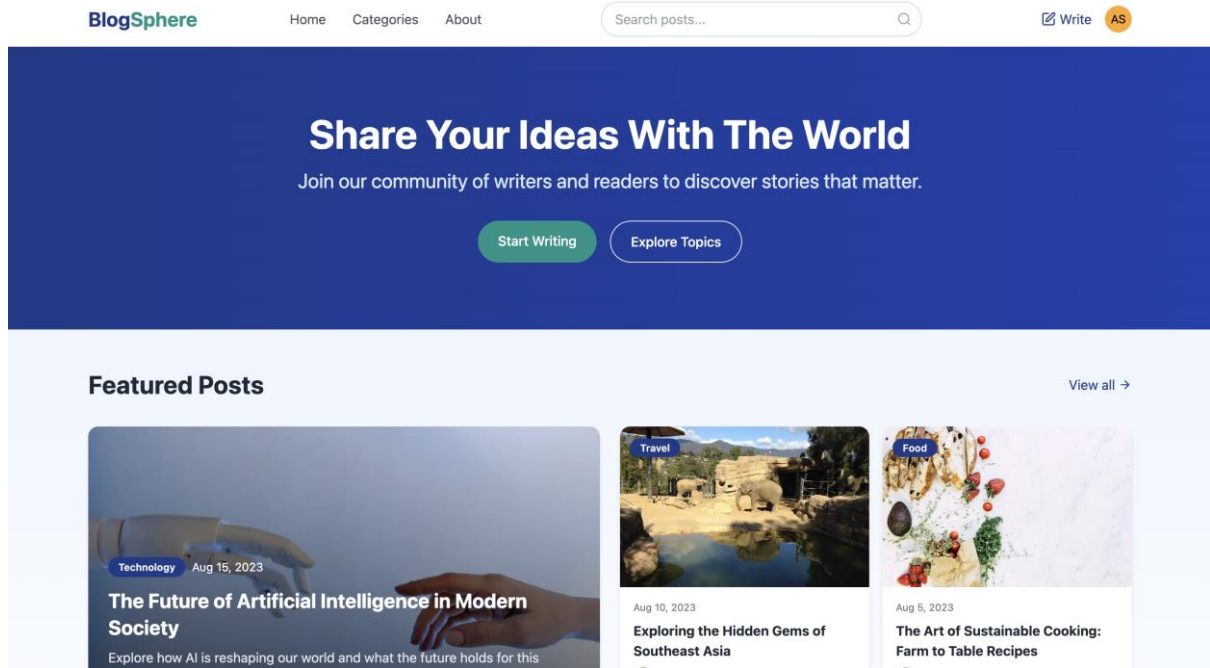 BlogSphere
Home
Categories
About
Search posts...
Write
AS
Share Your Ideas With The World
Join our community of writers and readers to discover stories that matter.
Start Writing
Explore Topics
Featured Posts
View all →
Technology
Aug 15, 2023
The Future of Artificial Intelligence in Modern
Society
Explore how AI is reshaping our world and what the future holds for this
Travel
Aug 10, 2023
Exploring the Hidden Gems of
Southeast Asia
Food
Aug 5, 2023
The Art of Sustainable Cooking:
Farm to Table Recipes